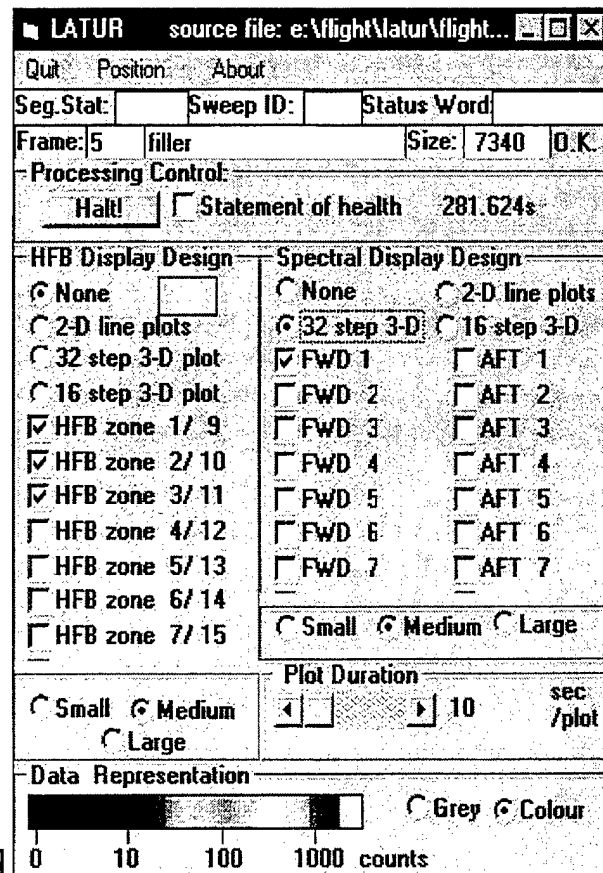 LATUR source file: e:\flight\latur\flight...
Quit Position About
Seg.Stat: Sweep ID: Status Word:
Frame: 5 filler Size: 7340 O.K.
Processing Control:
Halt! Statement of health 281.624s
HFB Display Design
None
2-D line plots
32 step 3-D plot
16 step 3-D plot
HFB zone 1/ 9
HFB zone 2/ 10
HFB zone 3/ 11
HFB zone 4/ 12
HFB zone 5/ 13
HFB zone 6/ 14
HFB zone 7/ 15
Small Medium
Large
Spectral Display Design
None 2-D line plots
32 step 3-D 16 step 3-D
FWD 1 AFT 1
FWD 2 AFT 2
FWD 3 AFT 3
FWD 4 AFT 4
FWD 5 AFT 5
FWD 6 AFT 6
FWD 7 AFT 7
Small Medium Large
Plot Duration
10 sec
/plot
Data Representation
Grey Colour
0 10 100 1000 counts